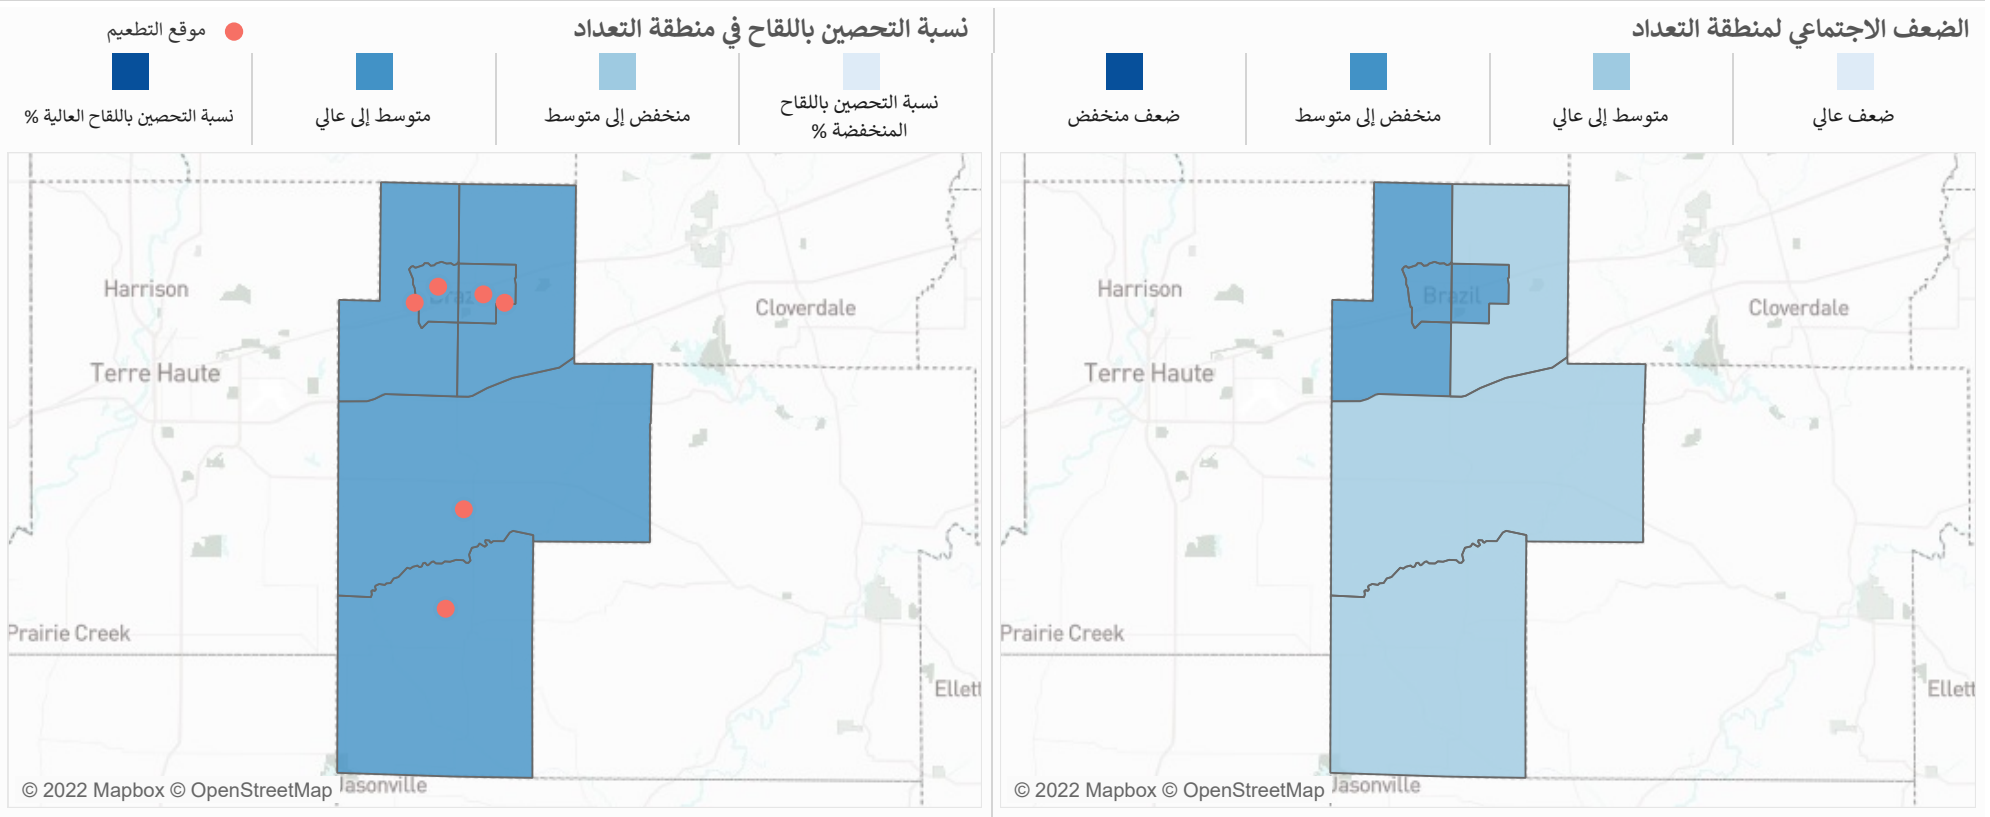 الضعف الاجتماعي لمنطقة التعداد
ضعف عالي
متوسط إلى عالي
منخفض إلى متوسط
ضعف منخفض
Harrison
Brazil
Cloverdale
Terre Haute
Prairie Creek
Ellett
Jasonville
© 2022 Mapbox © OpenStreetMap
نسبة التحصين باللقاح في منطقة التعداد
موقع التطعيم
نسبة التحصين باللقاح
المنخفضة %
منخفض إلى متوسط
متوسط إلى عالي
نسبة التحصين باللقاح العالية %
Harrison
Braz
Cloverdale
Terre Haute
Prairie Creek
Ellett
Jasonville
© 2022 Mapbox © OpenStreetMap